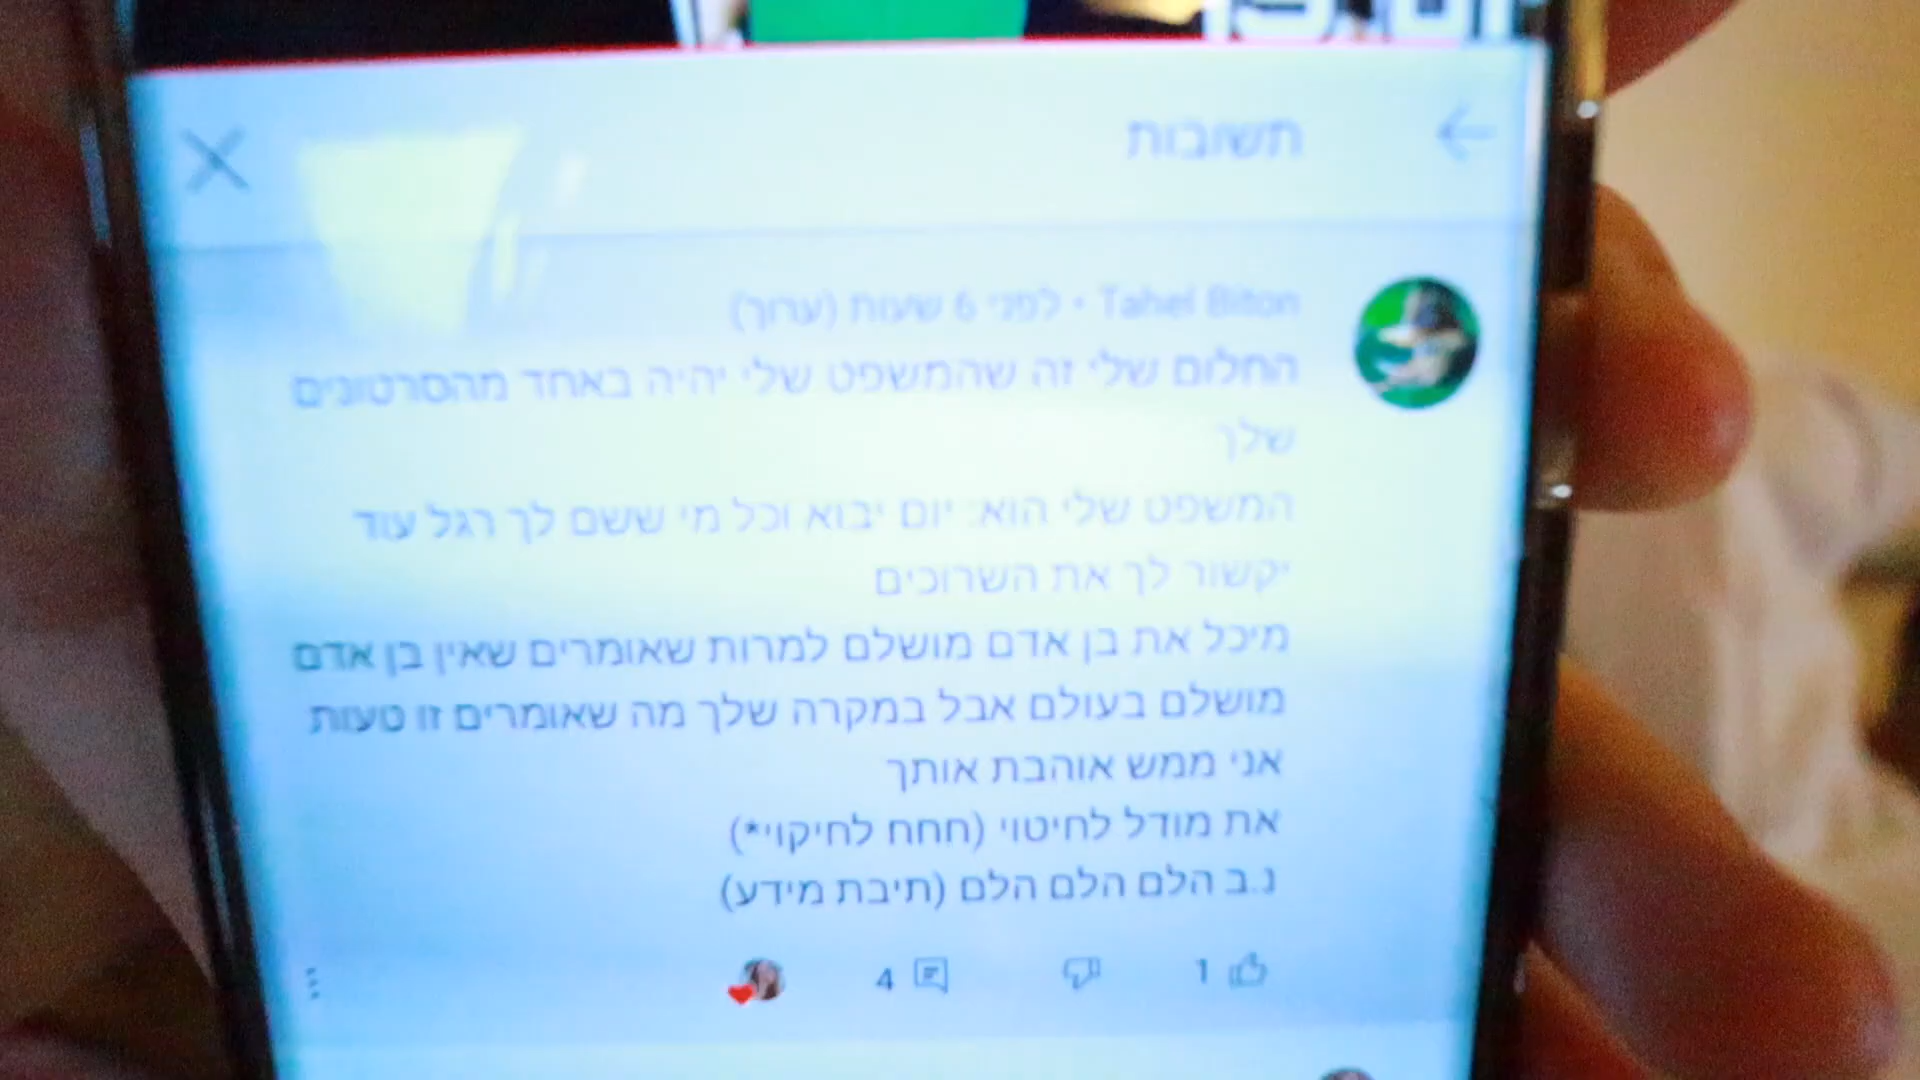 תשובות
Tahel Biton • לפני 6 שעות (ערוך)
החלום שלי זה שהמשפט שלי יהיה באחד מהסרטונים
שלך
המשפט שלי הוא: יום יבוא וכל מי ששם לך רגל עוד
יקשור לך את השרוכים
מיכל את בן אדם מושלם למרות שאומרים שאין בן אדם
מושלם בעולם אבל במקרה שלך מה שאומרים זו טעות
אני ממש אוהבת אותך
את מודל לחיטוי (חחח לחיקוי*)
נ.ב הלם הלם הלם (תיבת מידע)
1 4